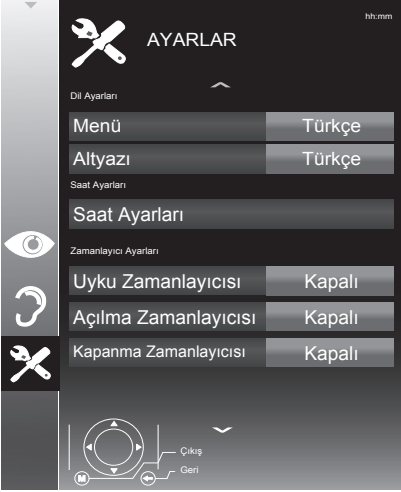 hh:mm
AYARLAR
Dil Ayarları
Menü Türkçe
Altyazı Türkçe
Saat Ayarları
Saat Ayarları
Zamanlayıcı Ayarları
Uyku Zamanlayıcısı Kapalı
Açılma Zamanlayıcısı Kapalı
Kapanma Zamanlayıcısı Kapalı
Çıkış
M Geri